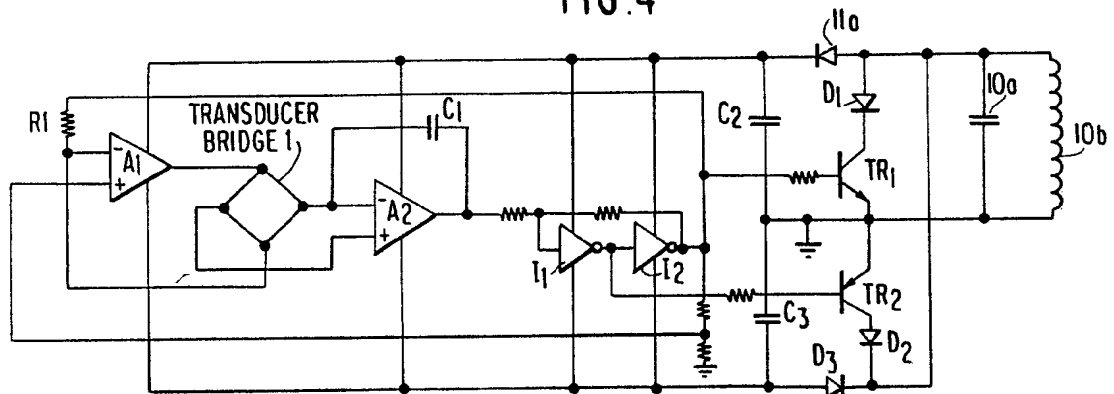 FIG.4
11a
D1
10a
10b
R1
TRANSDUCER
BRIDGE 1
C1
C2
-
A1
+
TR1
-
A2
+
I1
I2
TR2
C3
D2
D3